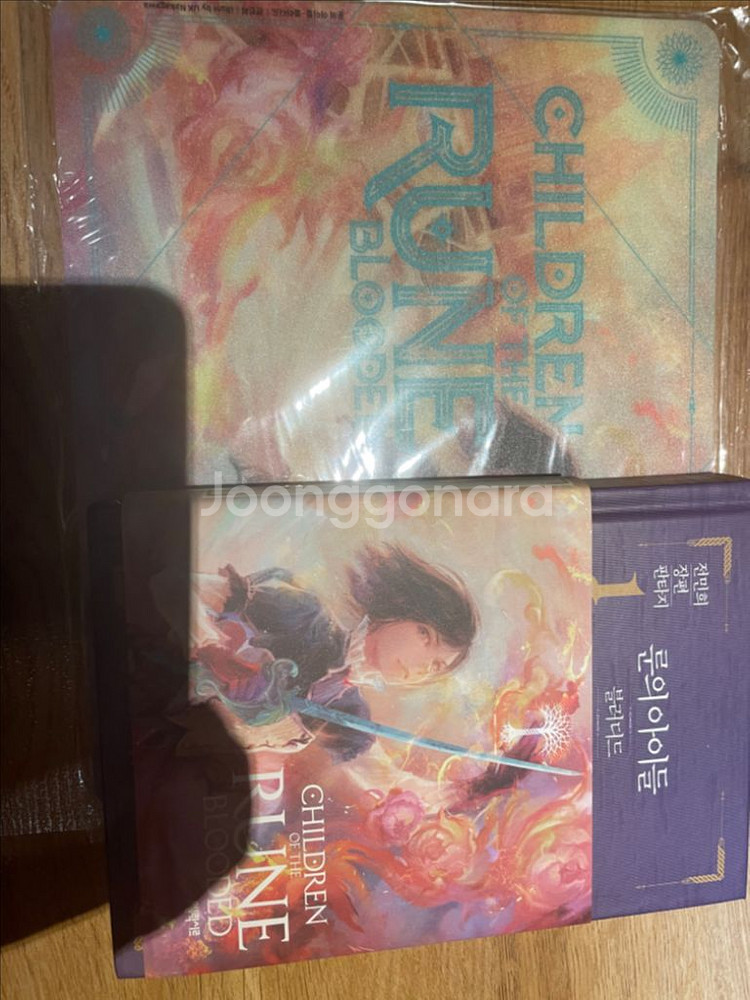 CHILDREN
OF THE
RUNE
BLOODE
Joonggonara
전민희
장편
판타지
1
룬의 아이들
블러디드
CHILDREN
OF THE
RUNE
BLOODED